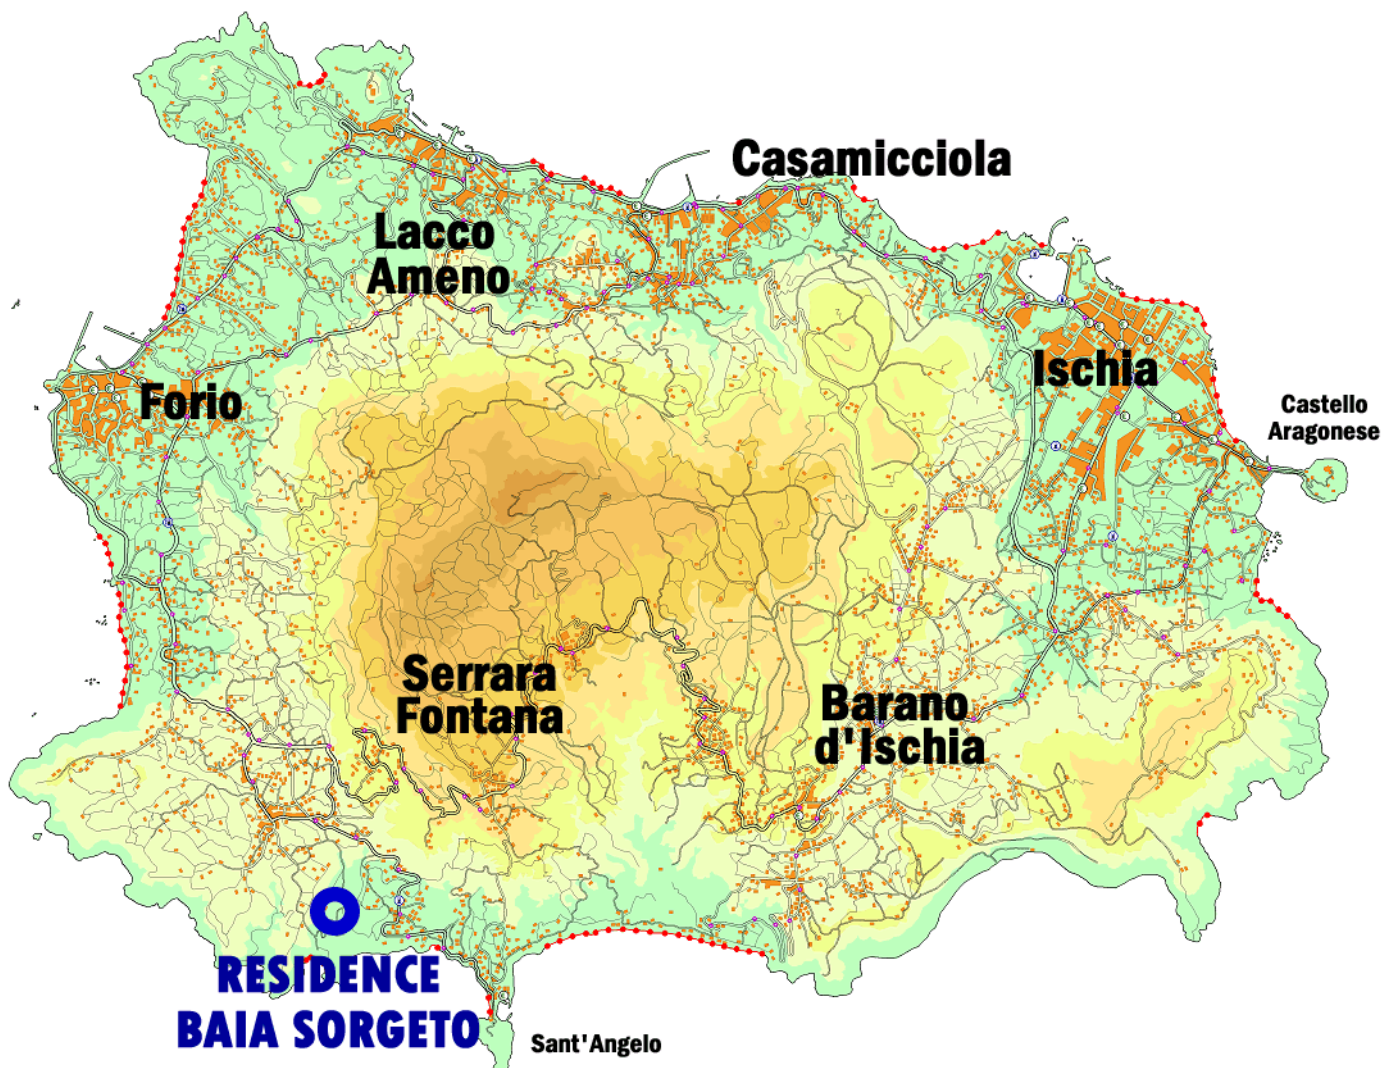 Casamicciola
Lacco
Ameno
Ischia
Forio
Castello
Aragonese
Serrara
Fontana
Barano
d'Ischia
RESIDENCE
BAIA SORGETO
Sant'Angelo